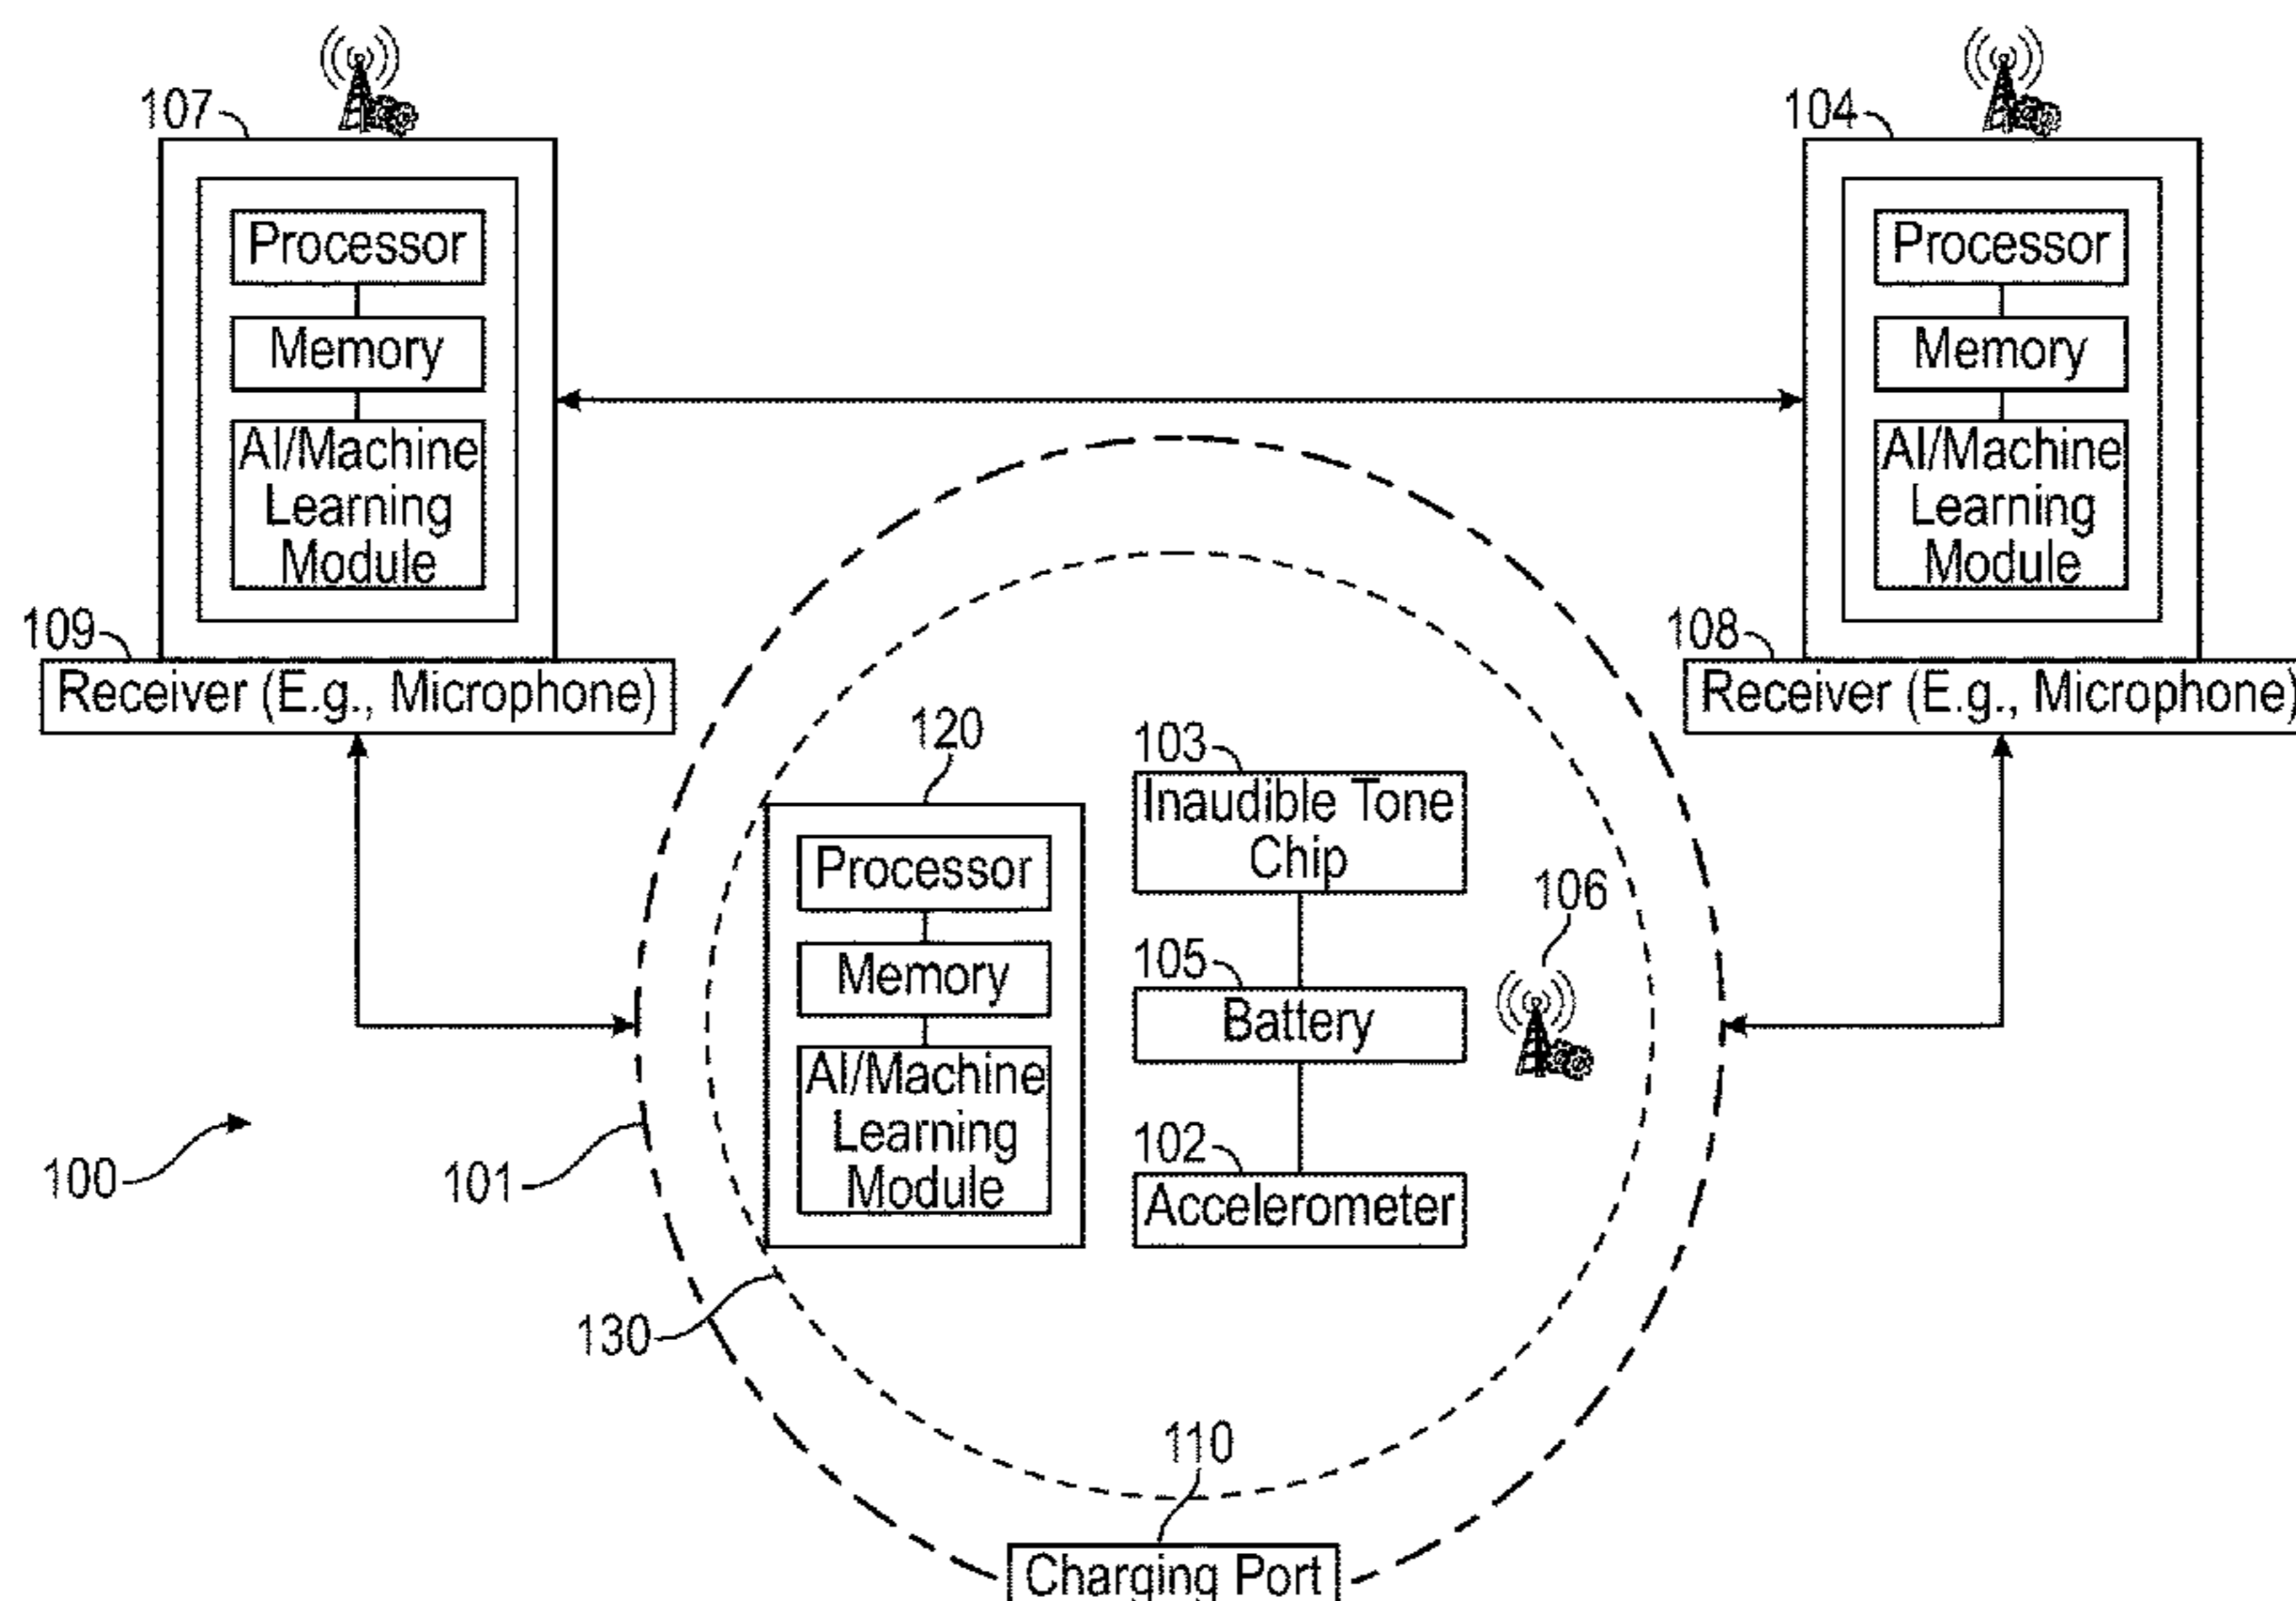 107
Processor
Memory
AI/Machine
Learning
Module
109
Receiver (E.g., Microphone)
104
Processor
Memory
AI/Machine
Learning
Module
108
Receiver (E.g., Microphone)
120
Processor
Memory
AI/Machine
Learning
Module
103
Inaudible Tone
Chip
105
Battery
102
Accelerometer
106
100
101
130
110
Charging Port